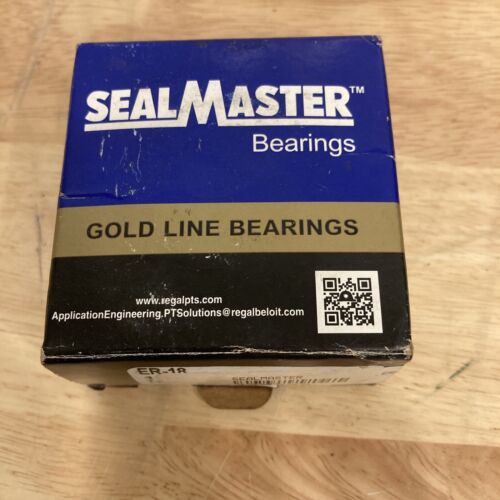 SEALMASTER™
Bearings
GOLD LINE BEARINGS
www.regalpts.com
ApplicationEngineering.PTSolutions@regalbeloit.com
ER-18
SEALMASTER